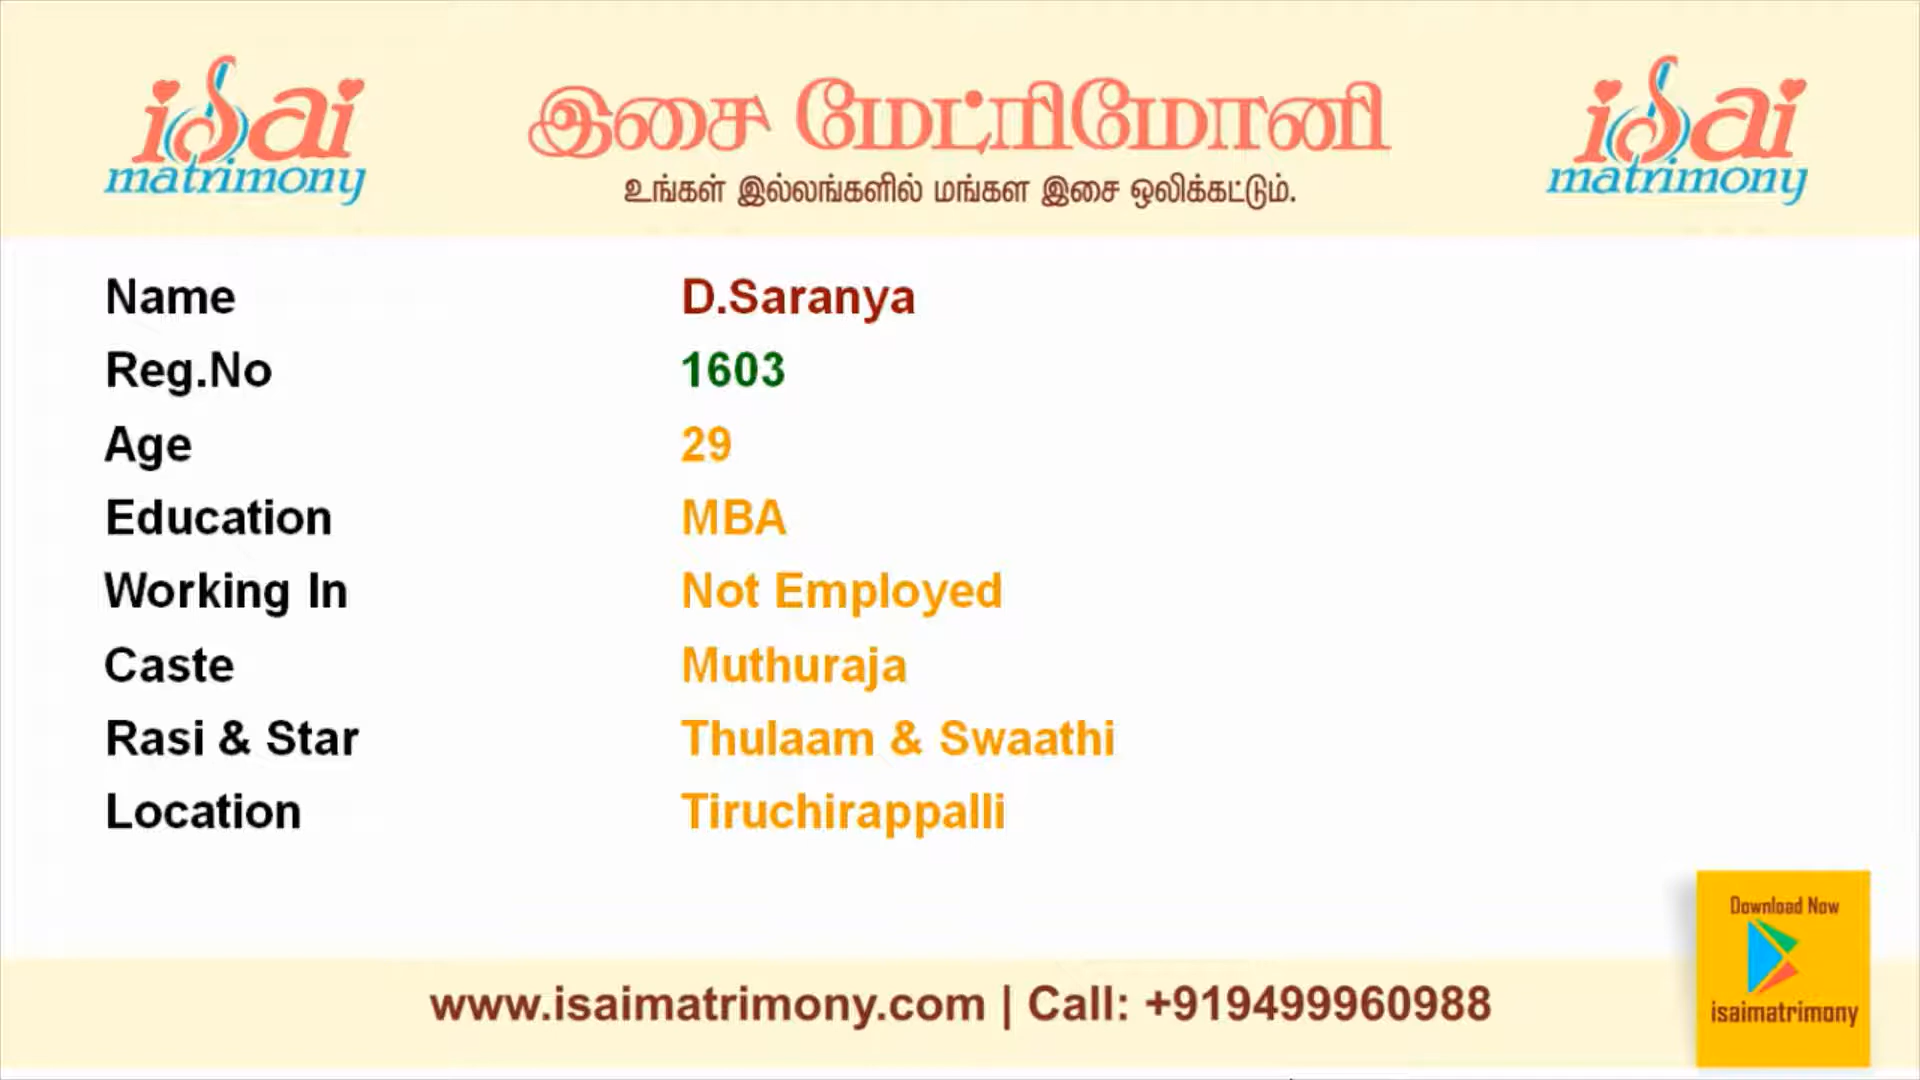 isai matrimony
இசை மேட்ரிமோனி
உங்கள் இல்லங்களில் மங்கள இசை ஒலிக்கட்டும்.
isai matrimony
Name D.Saranya
Reg.No 1603
Age 29
Education MBA
Working In Not Employed
Caste Muthuraja
Rasi & Star Thulaam & Swaathi
Location Tiruchirappalli
Download Now
isaimatrimony
www.isaimatrimony.com | Call: +919499960988